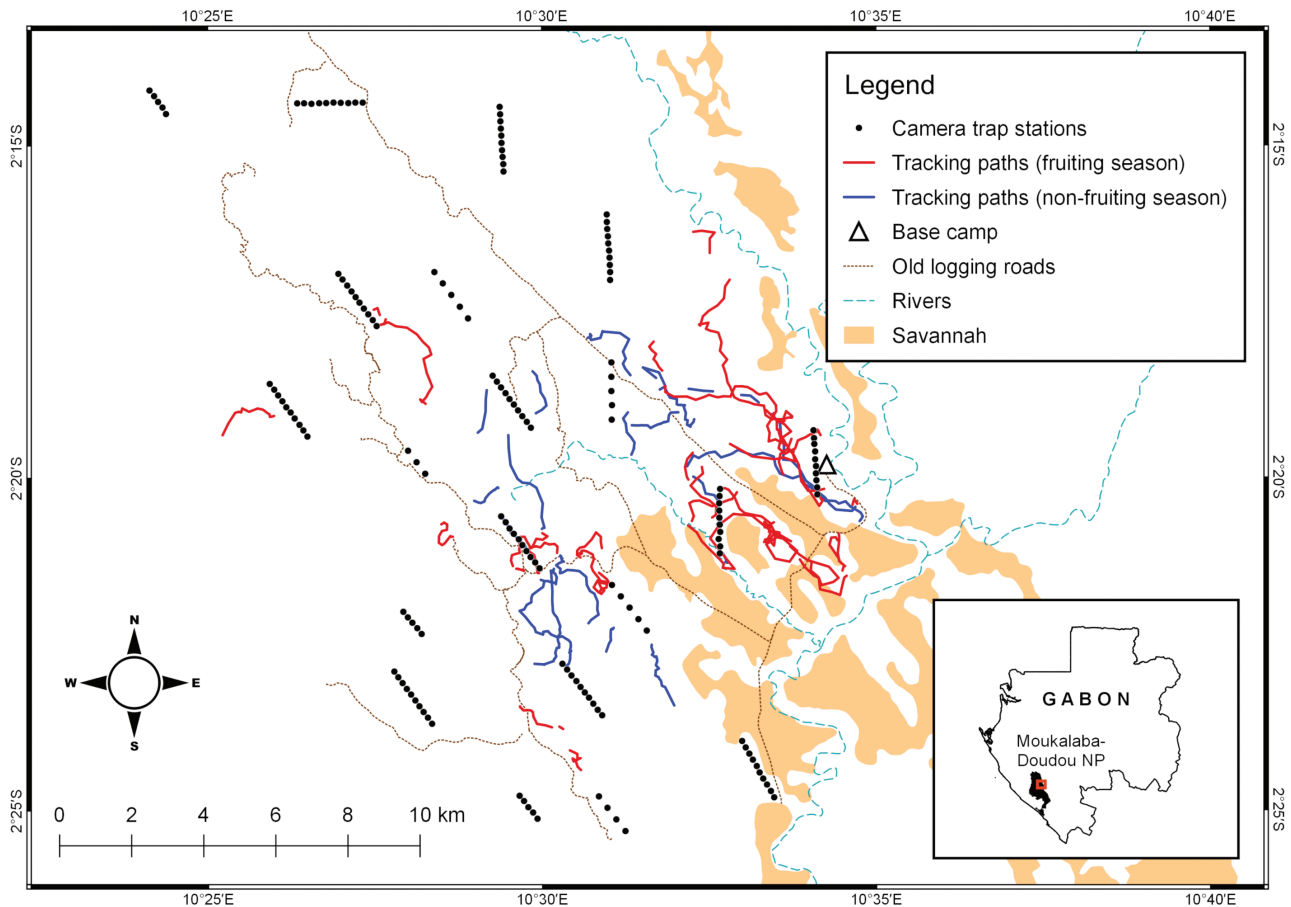 10°25'E 10°30'E 10°35'E 10°40'E
2°15'S 2°15'S
2°20'S 2°20'S
2°25'S 2°25'S
Legend
Camera trap stations
Tracking paths (fruiting season)
Tracking paths (non-fruiting season)
Base camp
Old logging roads
Rivers
Savannah
N
W E
S
0 2 4 6 8 10 km
GABON
Moukalaba-
Doudou NP
10°25'E 10°30'E 10°35'E 10°40'E